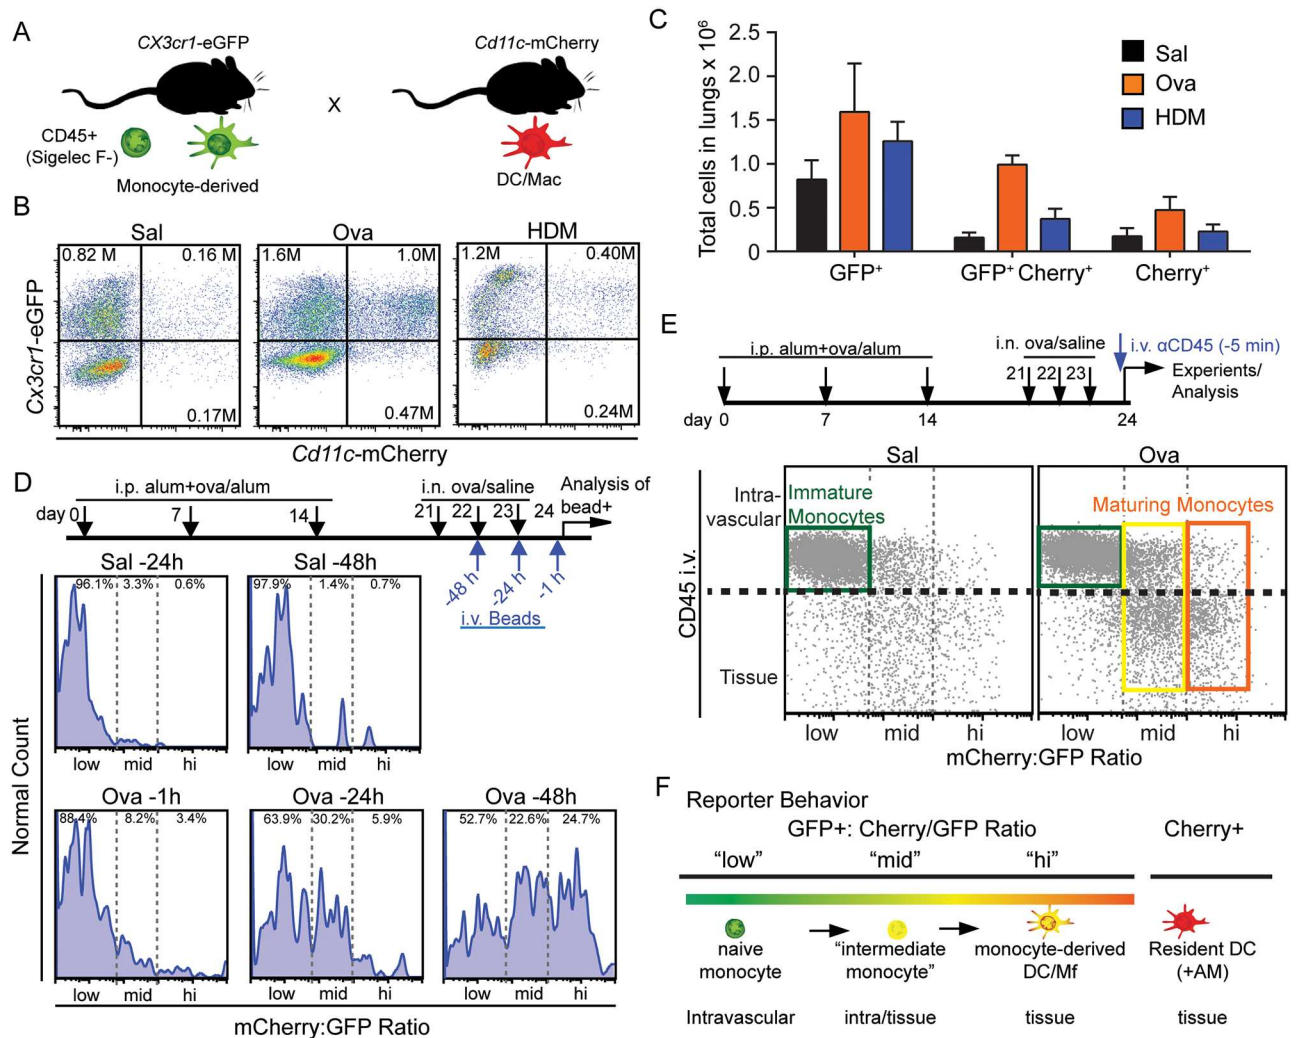 A
CX3cr1-eGFP
Cd11c-mCherry
X
CD45+
(Sigelec F-)
Monocyte-derived
DC/Mac
B
Sal
Ova
HDM
0.82 M
0.16 M
1.6M
1.0M
1.2M
0.40M
0.17M
0.47M
0.24M
Cx3cr1-eGFP
Cd11c-mCherry
C
Total cells in lungs x 10⁶
2.5
2.0
1.5
1.0
0.5
0
Sal
Ova
HDM
GFP⁺
GFP⁺ Cherry⁺
Cherry⁺
D
i.p. alum+ova/alum
i.n. ova/saline
Analysis of
bead+
day 0
7
14
21
22
23
24
-48 h
-24 h
-1 h
i.v. Beads
Sal -24h
Sal -48h
96.1%
3.3%
0.6%
97.9%
1.4%
0.7%
low
mid
hi
low
mid
hi
Ova -1h
Ova -24h
Ova -48h
88.4%
8.2%
3.4%
63.9%
30.2%
5.9%
52.7%
22.6%
24.7%
low
mid
hi
low
mid
hi
low
mid
hi
Normal Count
mCherry:GFP Ratio
E
i.p. alum+ova/alum
i.n. ova/saline
i.v. αCD45 (-5 min)
21
22
23
Experients/
Analysis
day 0
7
14
24
Sal
Ova
Intra-
vascular
Immature
Monocytes
Maturing Monocytes
CD45 i.v.
Tissue
low
mid
hi
low
mid
hi
mCherry:GFP Ratio
F
Reporter Behavior
GFP+: Cherry/GFP Ratio
Cherry+
“low”
“mid”
“hi”
naive
monocyte
“intermediate
monocyte”
monocyte-derived
DC/Mf
Resident DC
(+AM)
Intravascular
intra/tissue
tissue
tissue